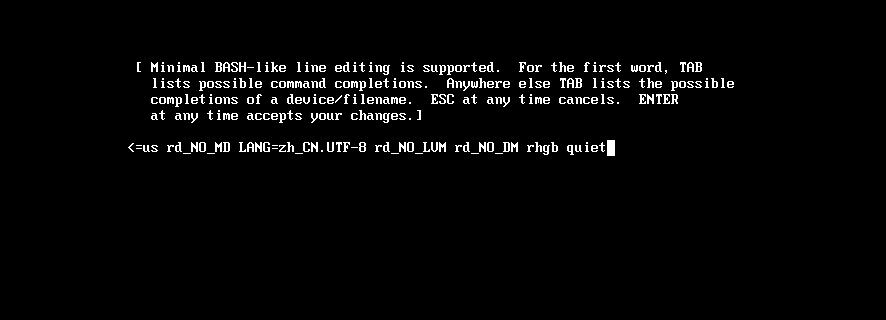 [ Minimal BASH-like line editing is supported.  For the first word, TAB
lists possible command completions.  Anywhere else TAB lists the possible
completions of a device/filename.  ESC at any time cancels.  ENTER
at any time accepts your changes.]
<=us rd_NO_MD LANG=zh_CN.UTF-8 rd_NO_LVM rd_NO_DM rhgb quiet